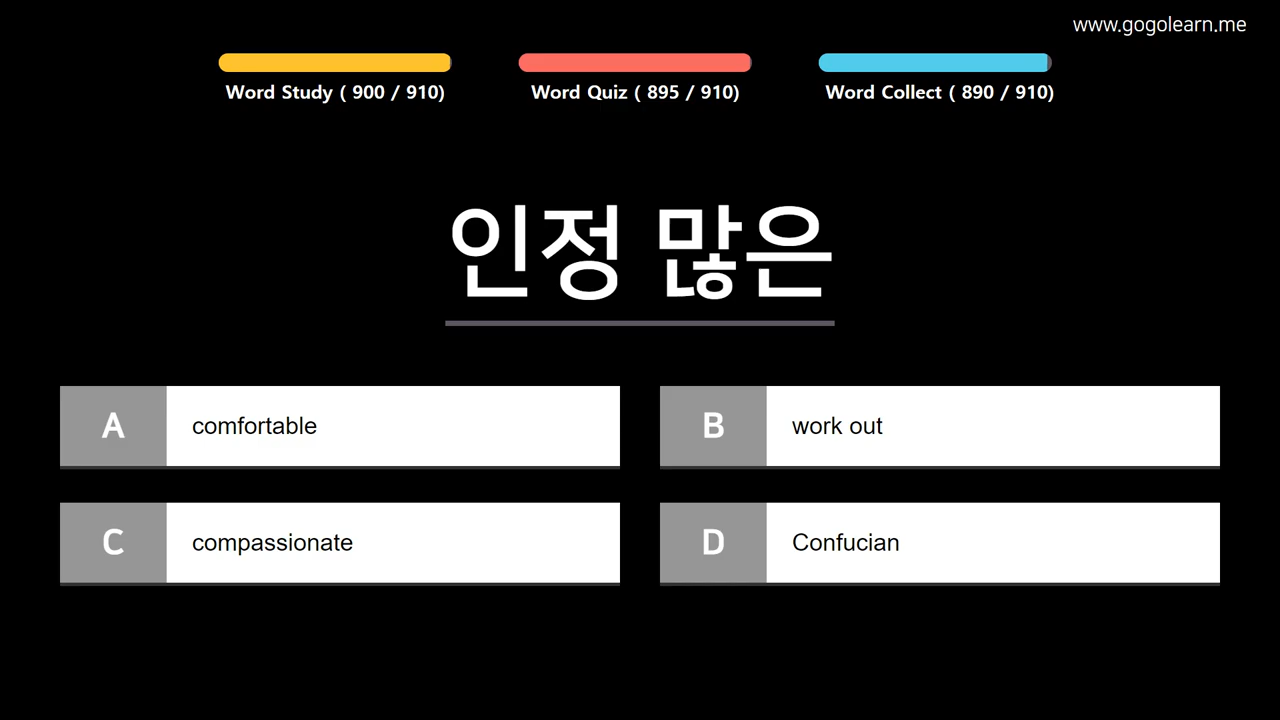 www.gogolearn.me
Word Study ( 900 / 910)
Word Quiz ( 895 / 910)
Word Collect ( 890 / 910)
인정 많은
A
comfortable
B
work out
C
compassionate
D
Confucian